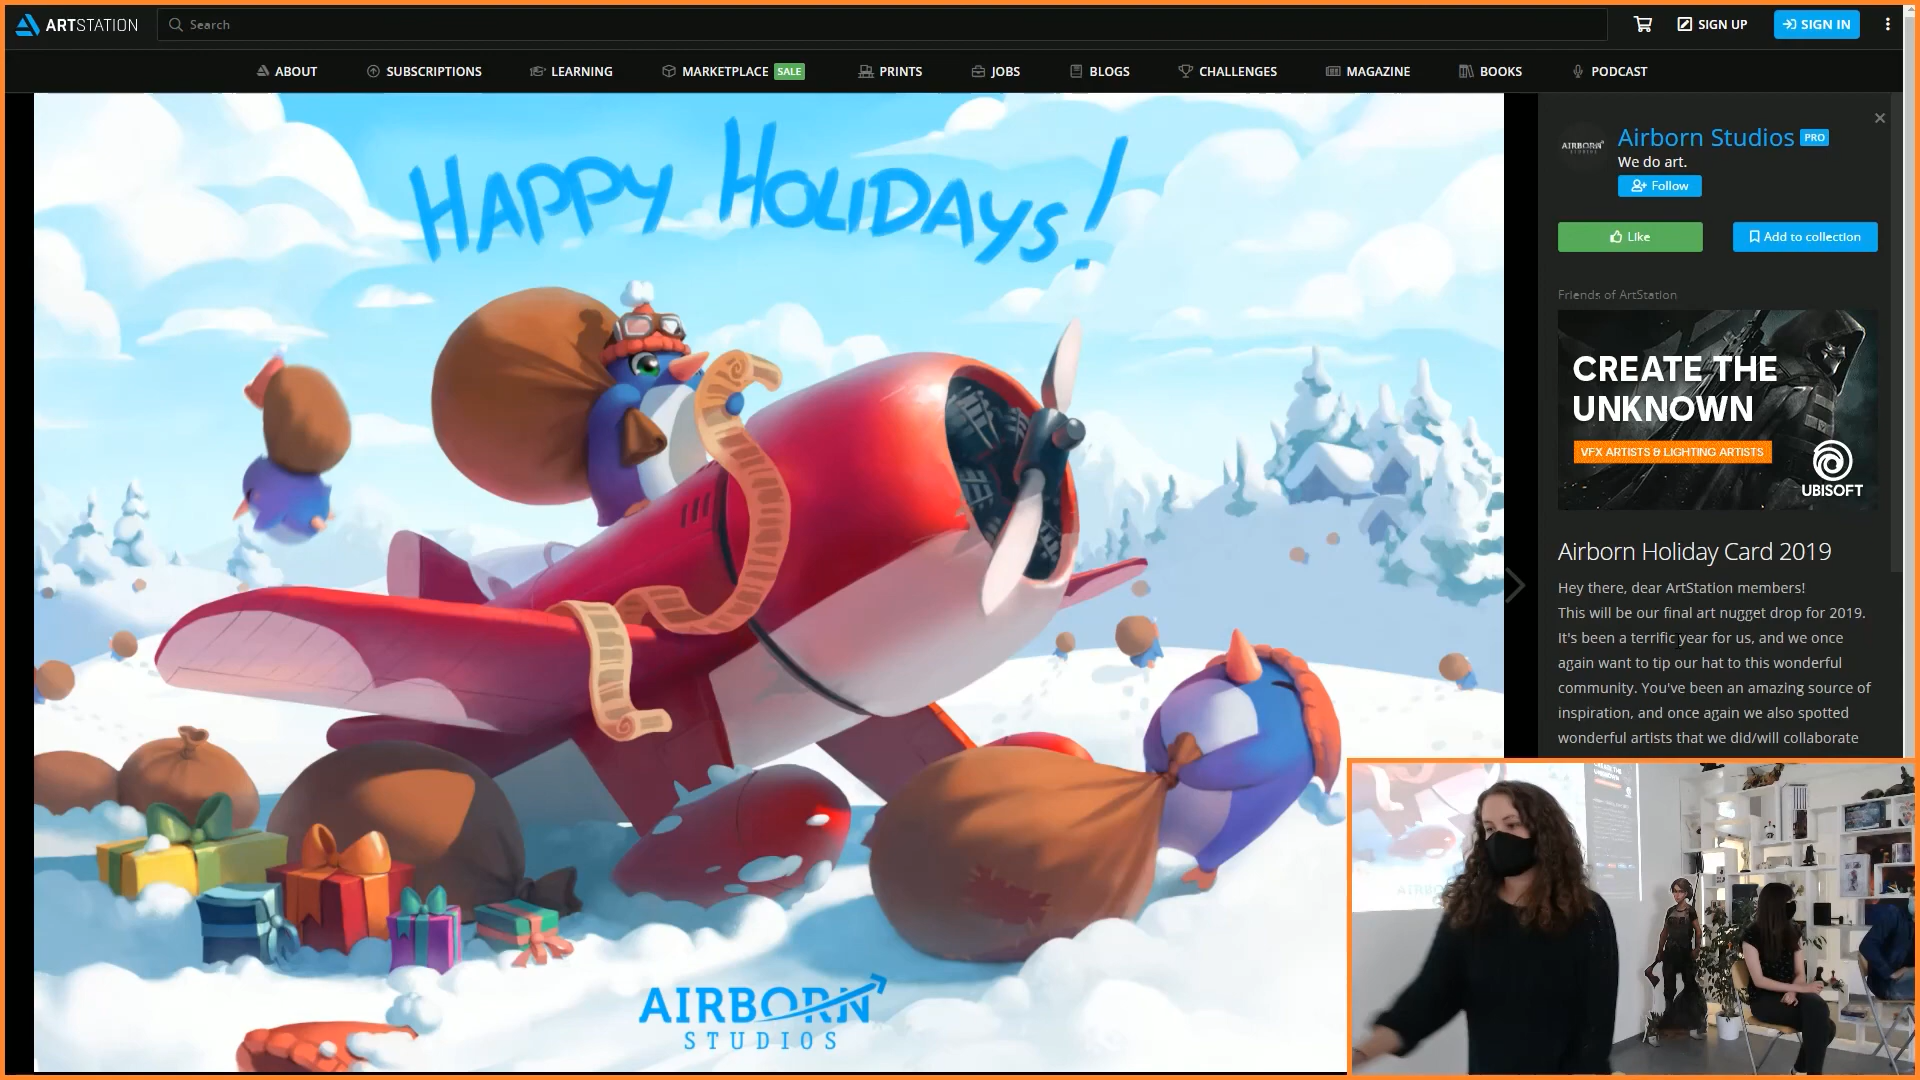 ARTSTATION
Search
SIGN UP
SIGN IN
ABOUT
SUBSCRIPTIONS
LEARNING
MARKETPLACE SALE
PRINTS
JOBS
BLOGS
CHALLENGES
MAGAZINE
BOOKS
PODCAST
HAPPY HOLIDAYS!
AIRBORN
STUDIOS
AIRBORN
STUDIOS
Airborn Studios PRO
We do art.
Follow
Like
Add to collection
Friends of ArtStation
CREATE THE
UNKNOWN
VFX ARTISTS & LIGHTING ARTISTS
UBISOFT
Airborn Holiday Card 2019
Hey there, dear ArtStation members!
This will be our final art nugget drop for 2019.
It's been a terrific year for us, and we once
again want to tip our hat to this wonderful
community. You've been an amazing source of
inspiration, and once again we also spotted
wonderful artists that we did/will collaborate